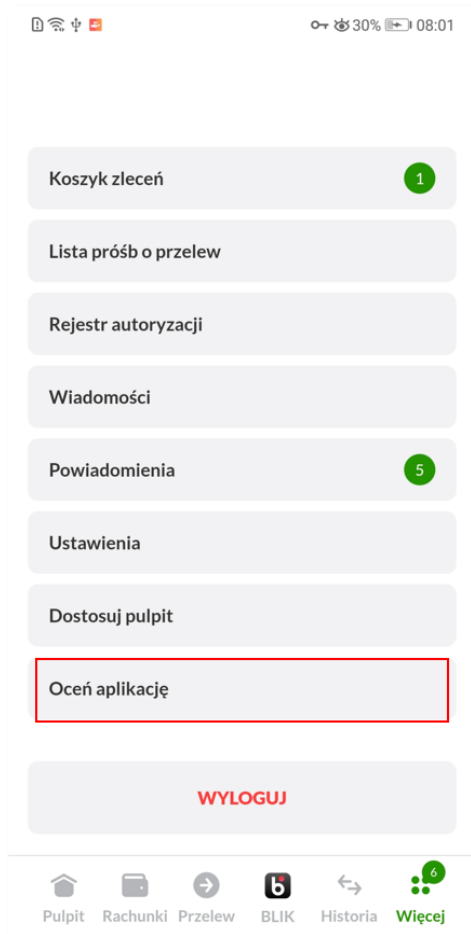 30% 08:01
Koszyk zleceń 1
Lista próśb o przelew
Rejestr autoryzacji
Wiadomości
Powiadomienia 5
Ustawienia
Dostosuj pulpit
Oceń aplikację
WYLOGUJ
6
Pulpit Rachunki Przelew BLIK Historia Więcej